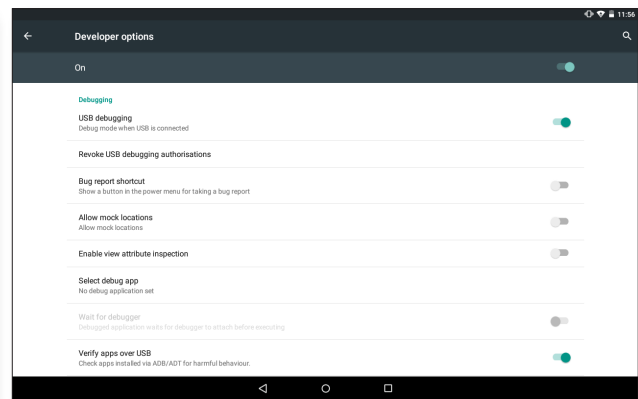 11:56
Developer options
On
Debugging
USB debugging
Debug mode when USB is connected
Revoke USB debugging authorisations
Bug report shortcut
Show a button in the power menu for taking a bug report
Allow mock locations
Allow mock locations
Enable view attribute inspection
Select debug app
No debug application set
Wait for debugger
Debugged application waits for debugger to attach before executing
Verify apps over USB
Check apps installed via ADB/ADT for harmful behaviour.